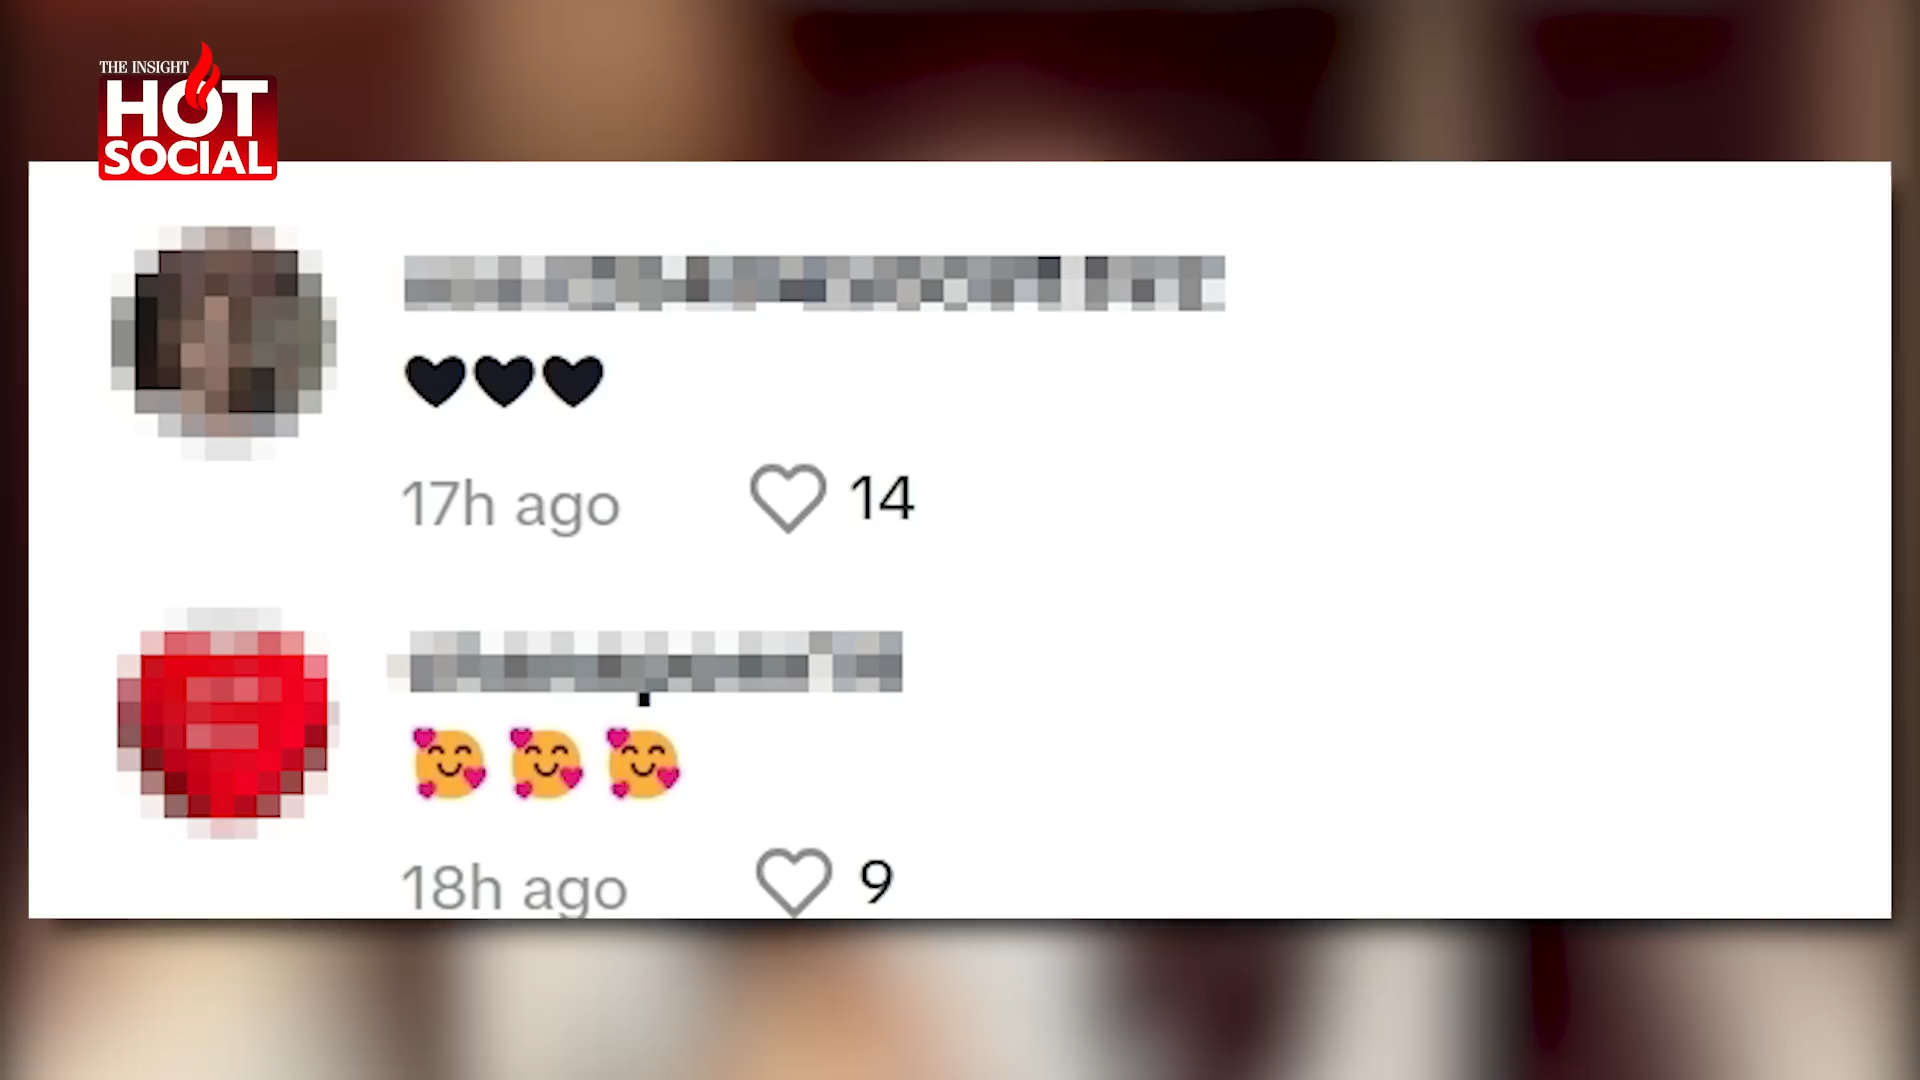 THE INSIGHT
HOT
SOCIAL
🖤🖤🖤
17h ago 14
🥰🥰🥰
18h ago 9